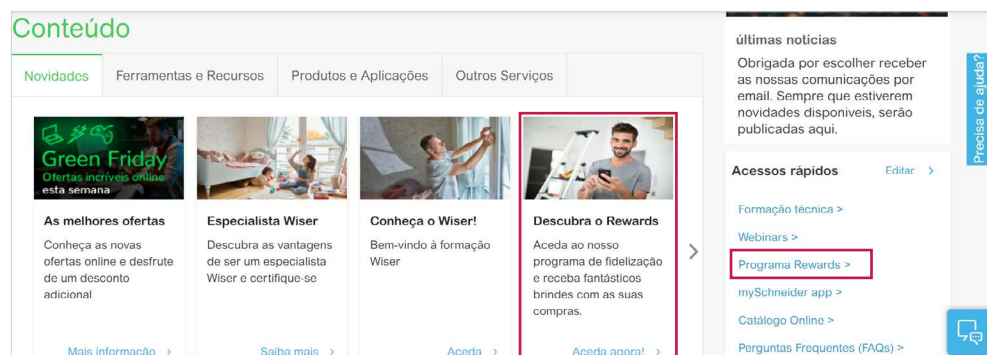 Conteúdo
Novidades
Ferramentas e Recursos
Produtos e Aplicações
Outros Serviços
Green Friday
Ofertas incríveis online
esta semana
As melhores ofertas
Conheça as novas
ofertas online e desfrute
de um desconto
adicional
Mais informação >
Especialista Wiser
Descubra as vantagens
de ser um especialista
Wiser e certifique-se
Saiba mais >
Conheça o Wiser!
Bem-vindo à formação
Wiser
Aceda >
Descubra o Rewards
Aceda ao nosso
programa de fidelização
e receba fantásticos
brindes com as suas
compras.
Aceda agora! >
últimas notícias
Obrigada por escolher receber
as nossas comunicações por
email. Sempre que estiverem
novidades disponiveis, serão
publicadas aqui.
Acessos rápidos
Editar >
Formação técnica >
Webinars >
Programa Rewards >
mySchneider app >
Catálogo Online >
Perguntas Frequentes (FAQs) >
Precisa de ajuda?